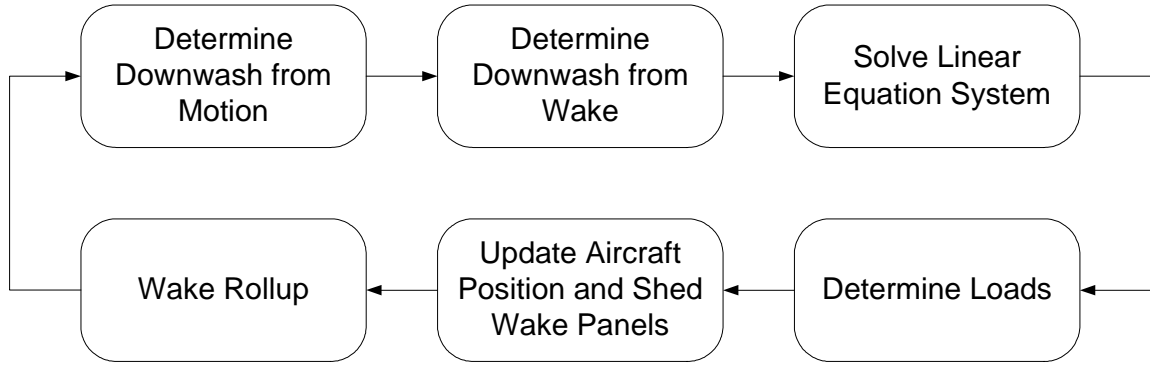 Determine
Downwash from
Motion
Determine
Downwash from
Wake
Solve Linear
Equation System
Wake Rollup
Update Aircraft
Position and Shed
Wake Panels
Determine Loads